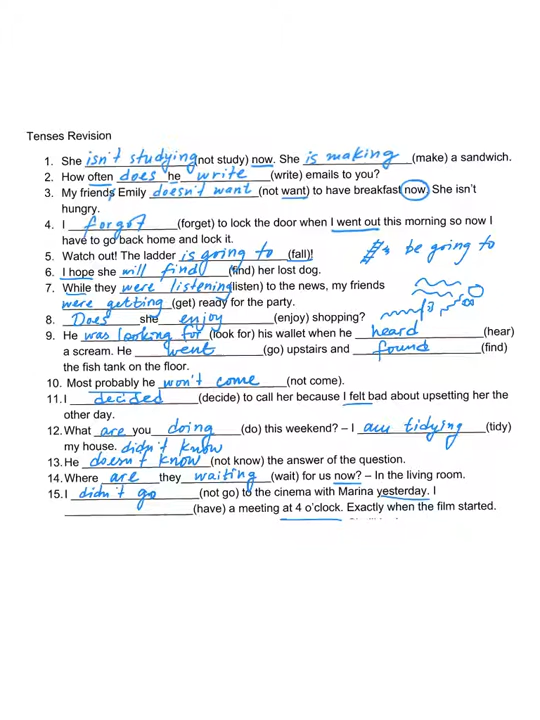 Tenses Revision
1. She isn't studying (not study) now. She is making (make) a sandwich.
2. How often does he write (write) emails to you?
3. My friend Emily doesn't want (not want) to have breakfast now. She isn't
hungry.
4. I forgot (forget) to lock the door when I went out this morning so now I
have to go back home and lock it.
5. Watch out! The ladder is going to (fall)! #4 be going to
6. I hope she will find (find) her lost dog.
7. While they were listening (listen) to the news, my friends
were getting (get) ready for the party.
8. Does she enjoy (enjoy) shopping?
9. He was looking for (look for) his wallet when he heard (hear)
a scream. He went (go) upstairs and found (find)
the fish tank on the floor.
10. Most probably he won't come (not come).
11. I decided (decide) to call her because I felt bad about upsetting her the
other day.
12. What are you doing (do) this weekend? – I am tidying (tidy)
my house. didn't know
13. He doesn't know (not know) the answer of the question.
14. Where are they waiting (wait) for us now? – In the living room.
15. I didn't go (not go) to the cinema with Marina yesterday. I
(have) a meeting at 4 o'clock. Exactly when the film started.